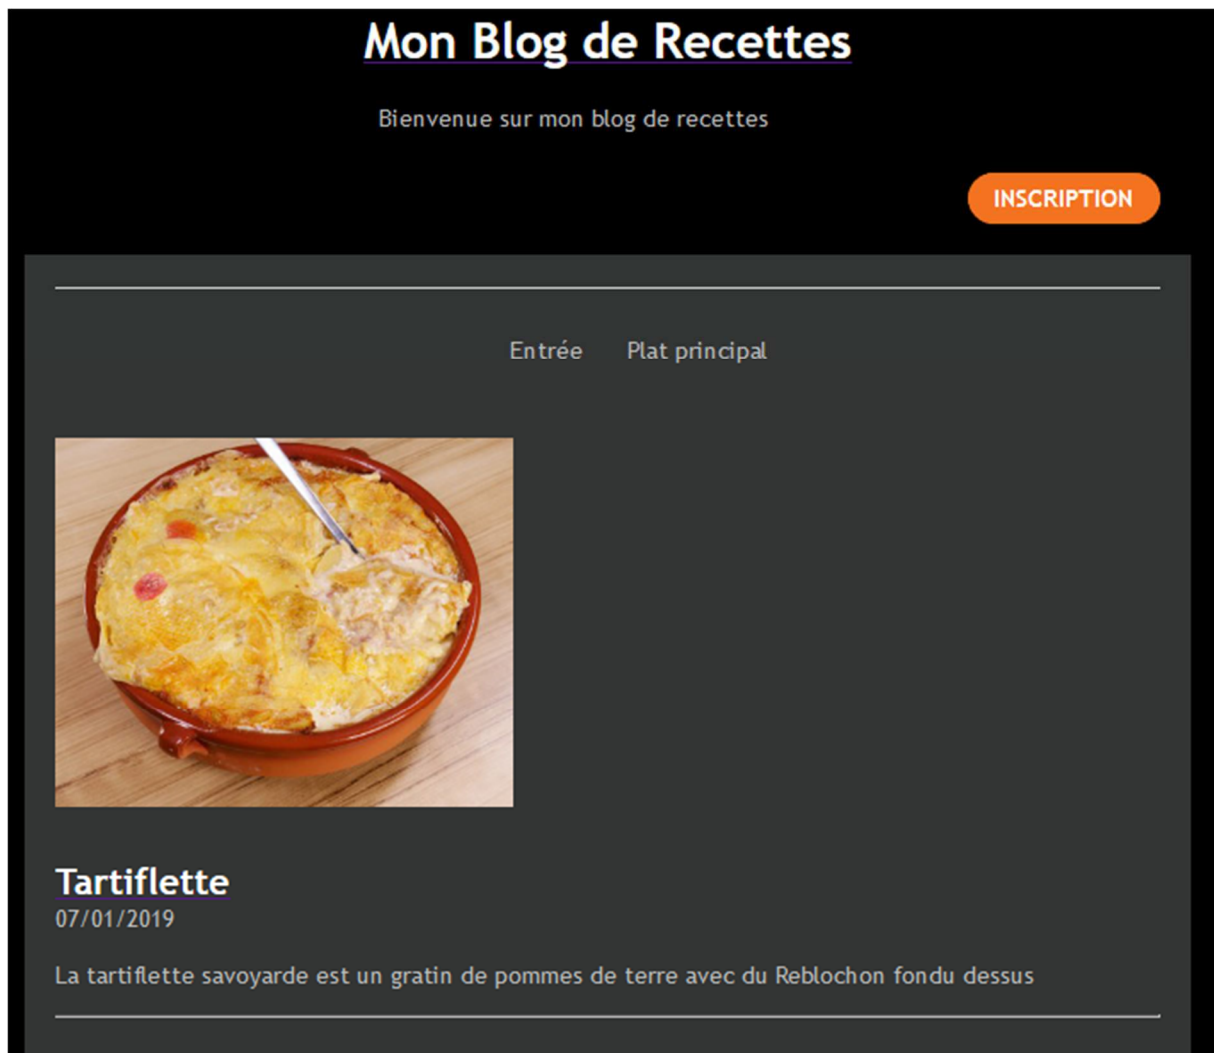 Mon Blog de Recettes
Bienvenue sur mon blog de recettes
INSCRIPTION
Entrée Plat principal
Tartiflette
07/01/2019
La tartiflette savoyarde est un gratin de pommes de terre avec du Reblochon fondu dessus